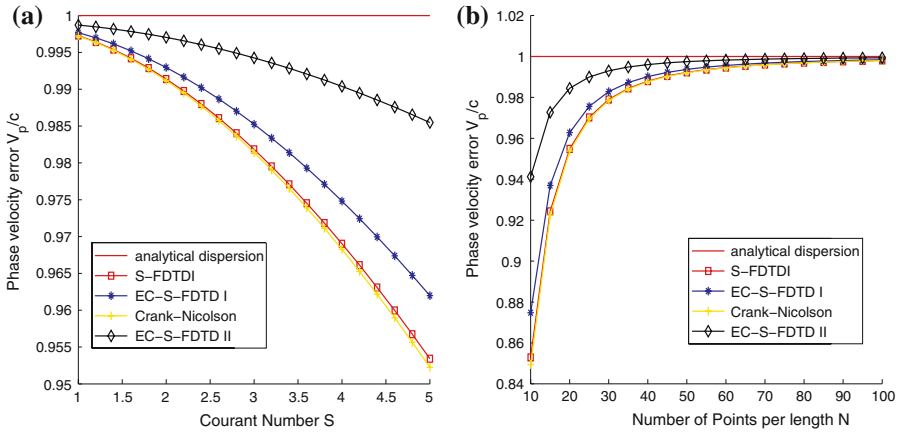 (a)
1
0.995
0.99
0.985
0.98
0.975
0.97
0.965
0.96
0.955
0.95
Phase velocity error V_p/c
analytical dispersion
S−FDTDI
EC−S−FDTD I
Crank−Nicolson
EC−S−FDTD II
1 1.5 2 2.5 3 3.5 4 4.5 5
Courant Number S
(b)
1.02
1
0.98
0.96
0.94
0.92
0.9
0.88
0.86
0.84
Phase velocity error V_p/c
analytical dispersion
S−FDTDI
EC−S−FDTD I
Crank−Nicolson
EC−S−FDTD II
10 20 30 40 50 60 70 80 90 100
Number of Points per length N